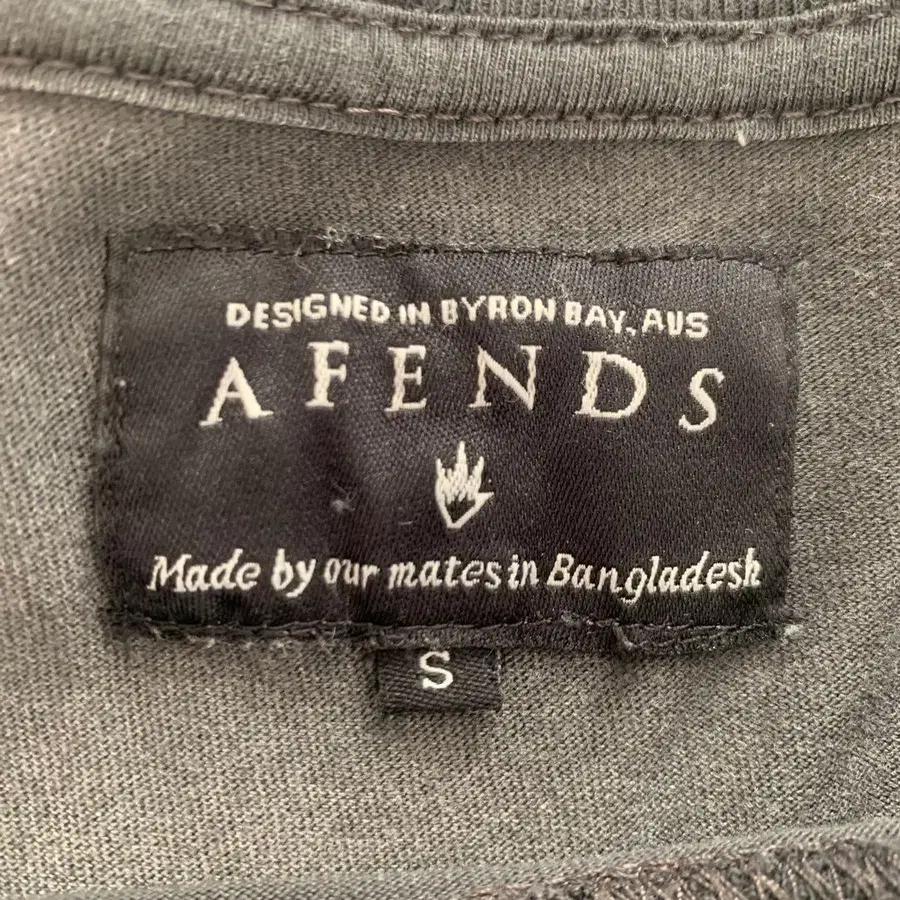 DESIGNED IN BYRON BAY, AUS
AFENDS
Made by our mates in Bangladesh
S